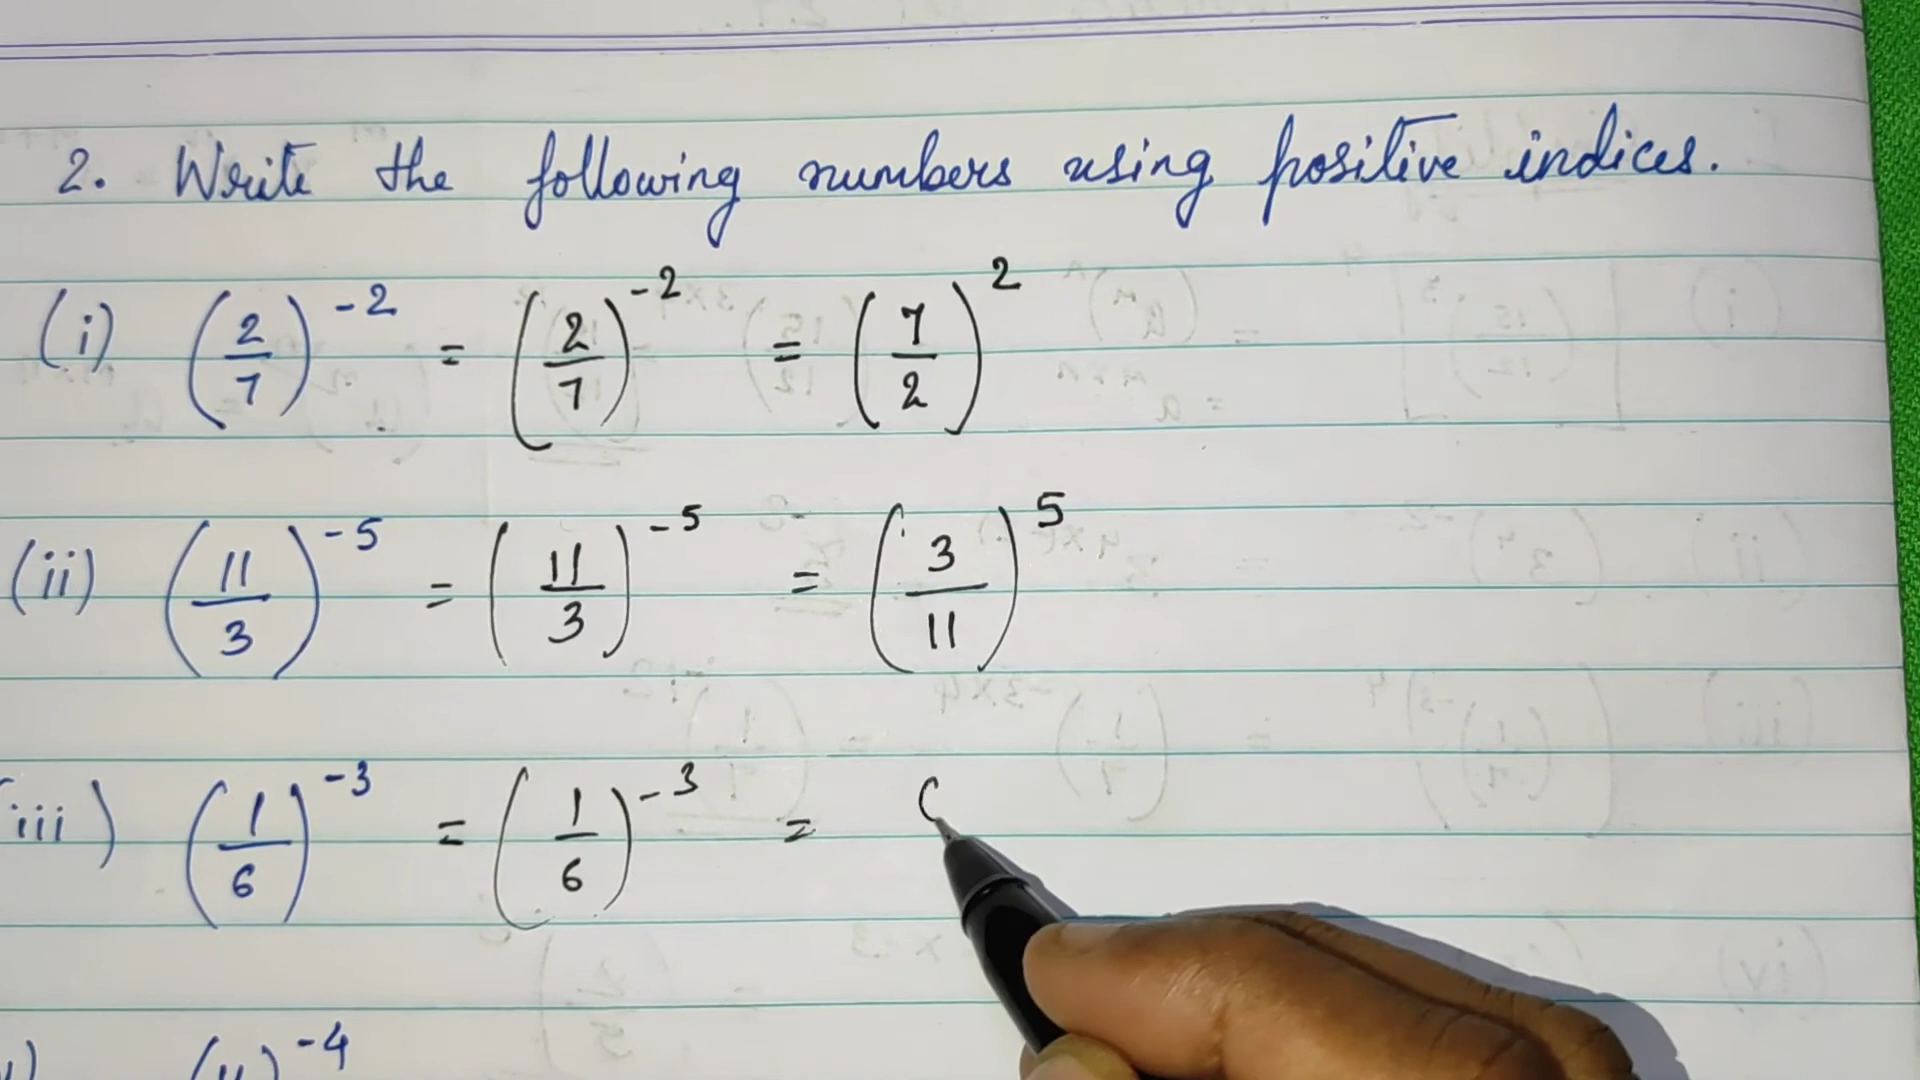 2. Write the following numbers using positive indices.
(i) (2/7)^-2 = (2/7)^-2 = (7/2)^2
(ii) (11/3)^-5 = (11/3)^-5 = (3/11)^5
iii) (1/6)^-3 = (1/6)^-3 = (
)^-4